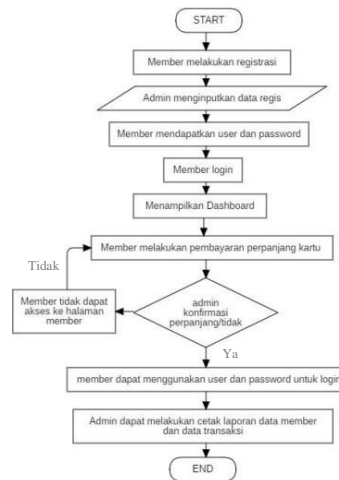 START
Member melakukan registrasi
Admin menginputkan data regis
Member mendapatkan user dan password
Member login
Menampilkan Dashboard
Member melakukan pembayaran perpanjang kartu
Tidak
Member tidak dapat
akses ke halaman
member
admin
konfirmasi
perpanjang/tidak
Ya
member dapat menggunakan user dan password untuk login
Admin dapat melakukan cetak laporan data member
dan data transaksi
END